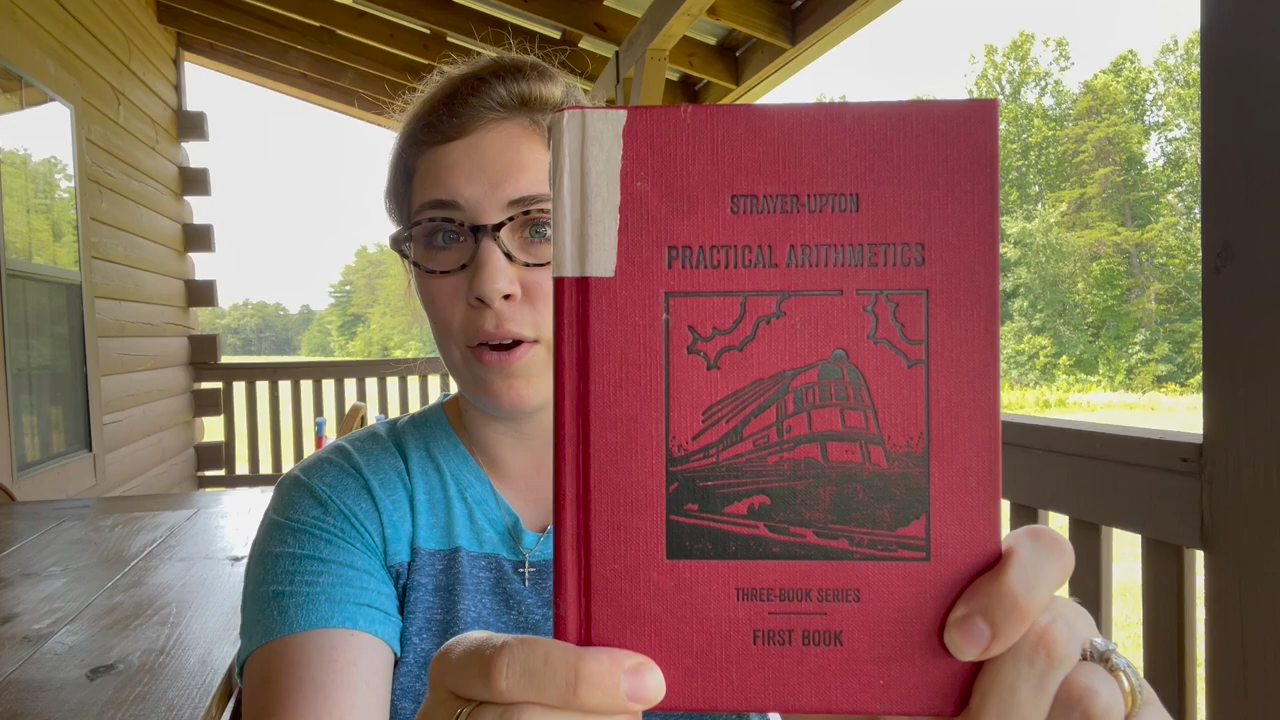 STRAYER-UPTON
PRACTICAL ARITHMETICS
THREE-BOOK SERIES
FIRST BOOK